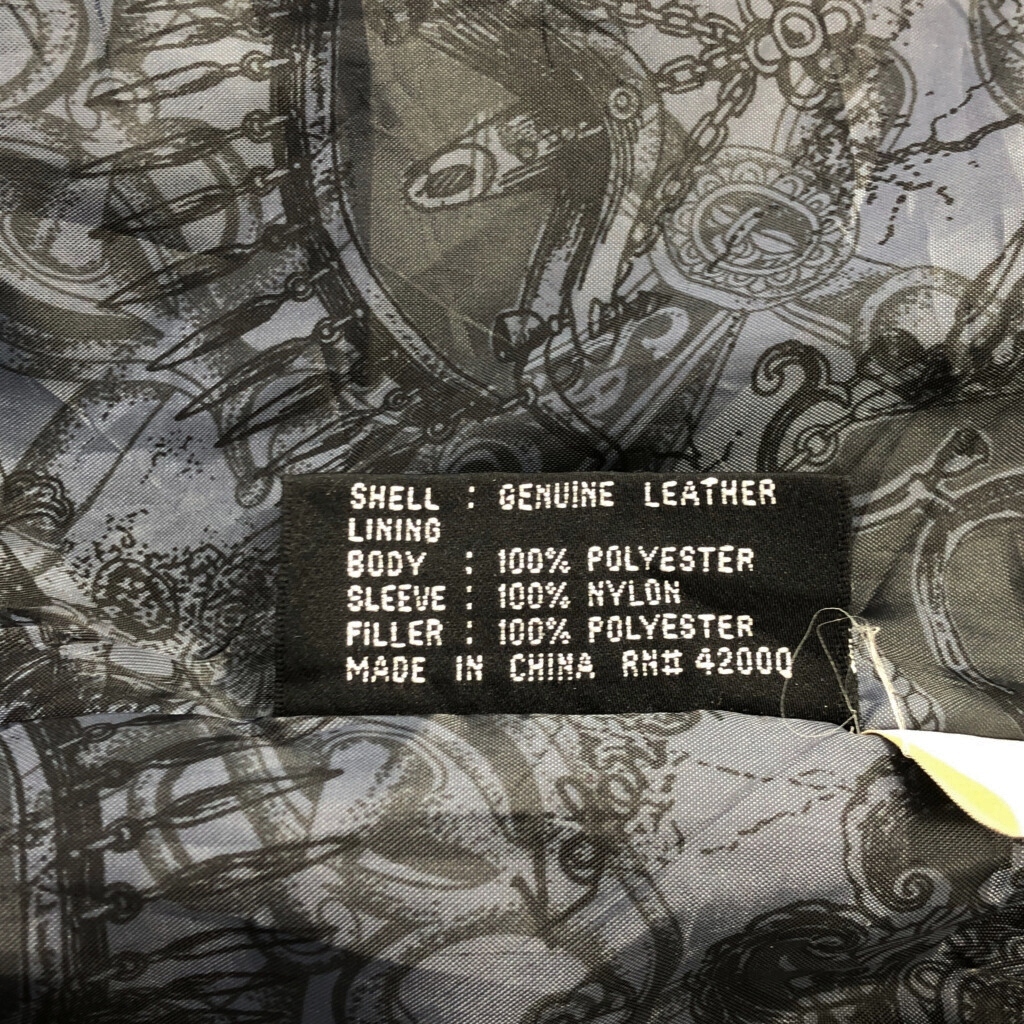 SHELL : GENUINE LEATHER
LINING
BODY : 100% POLYESTER
SLEEVE : 100% NYLON
FILLER : 100% POLYESTER
MADE IN CHINA RN# 42000